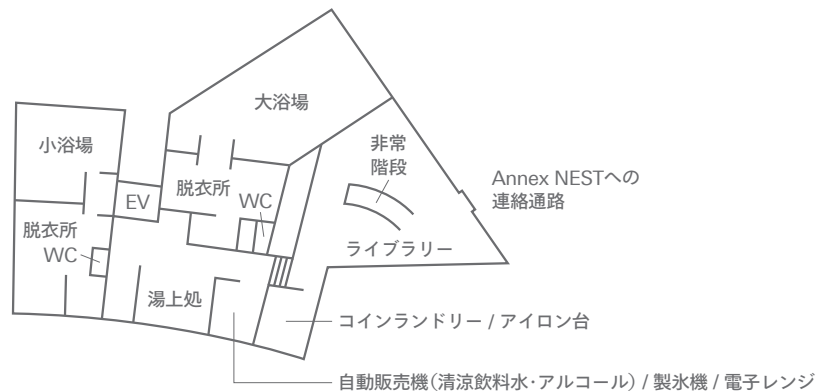 大浴場
小浴場
非常
階段
脱衣所
WC
EV
Annex NESTへの
連絡通路
脱衣所
WC
ライブラリー
湯上処
コインランドリー / アイロン台
自動販売機(清涼飲料水・アルコール) / 製氷機 / 電子レンジ